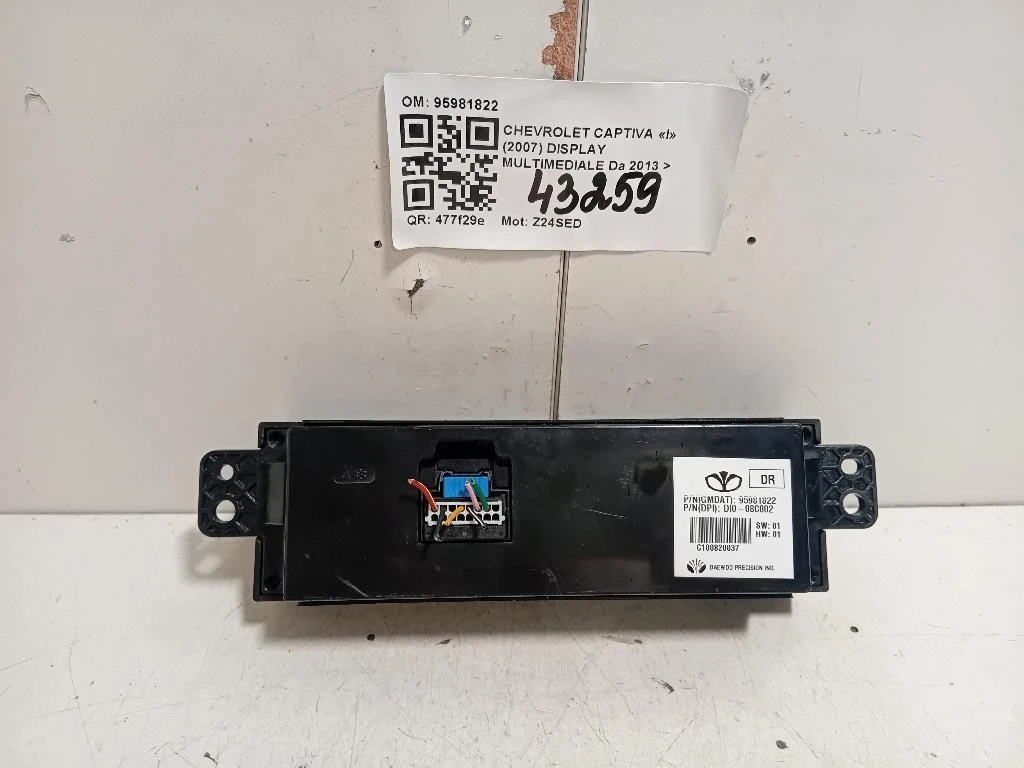 OM: 95981822
CHEVROLET CAPTIVA «I»
(2007) DISPLAY
MULTIMEDIALE Da 2013 >
43259
QR: 477f29e Mot: Z24SED
DR
P/N(GMDAT): 95981822
P/N(DPI): DI0-08C002
SW: 01
HW: 01
C100820037
DAEWOO PRECISION IND.